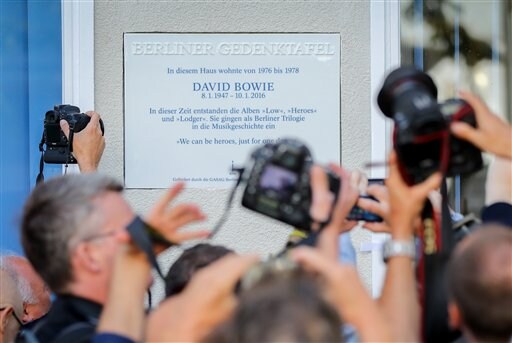 BERLINER GEDENKTAFEL
In diesem Haus wohnte von 1976 bis 1978
DAVID BOWIE
8.1.1947 - 10.1.2016
In dieser Zeit entstanden die Alben »Low«, »Heroes«
und »Lodger«. Sie gingen als Berliner Trilogie
in die Musikgeschichte ein
»We can be heroes, just for